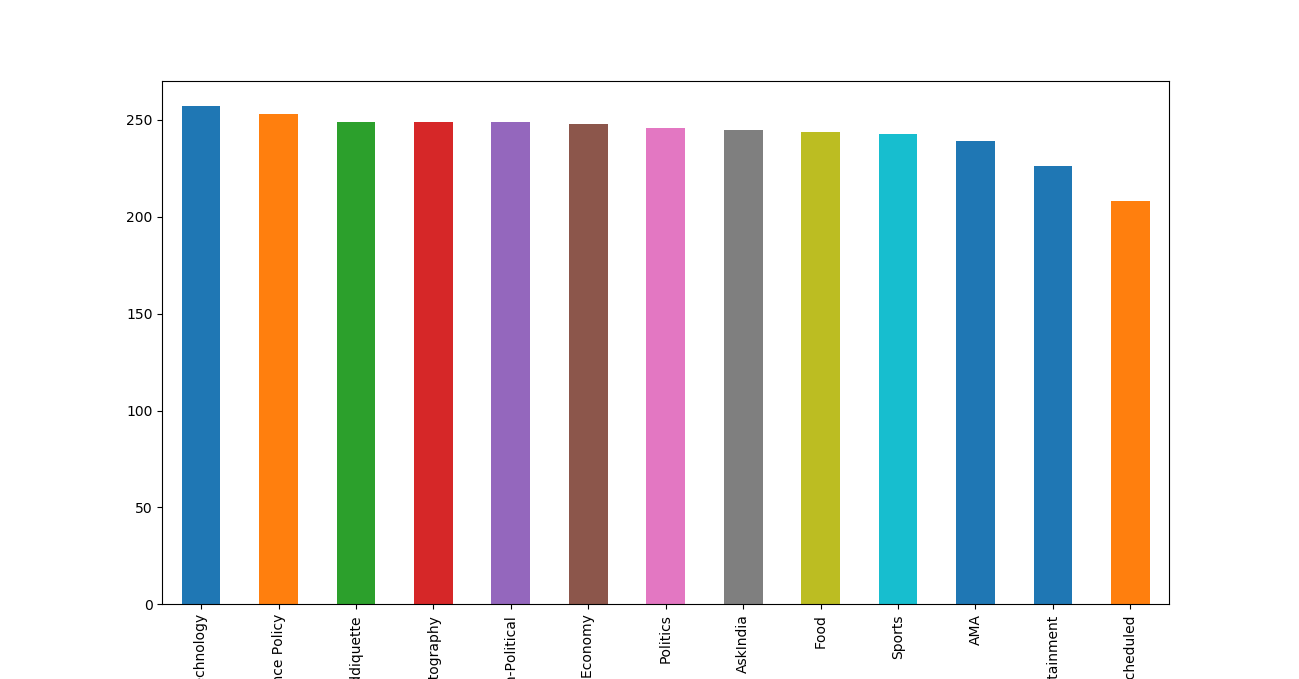 250
200
150
100
50
0
chnology
nce Policy
ddiquette
tography
n-Political
Economy
Politics
AskIndia
Food
Sports
AMA
tainment
cheduled